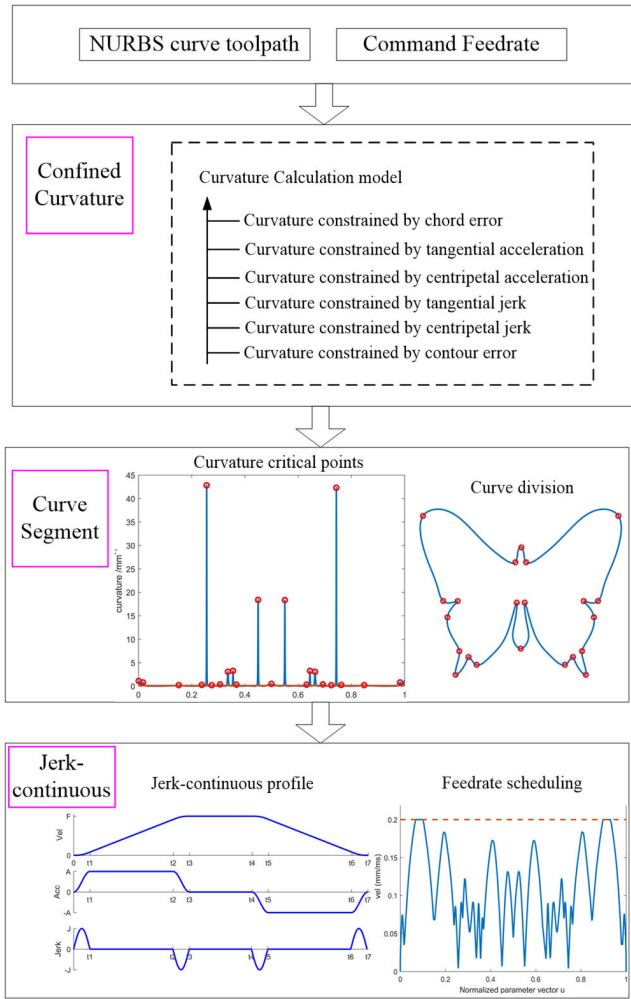 NURBS curve toolpath
Command Feedrate
Confined
Curvature
Curvature Calculation model
Curvature constrained by chord error
Curvature constrained by tangential acceleration
Curvature constrained by centripetal acceleration
Curvature constrained by tangential jerk
Curvature constrained by centripetal jerk
Curvature constrained by contour error
Curve
Segment
Curvature critical points
curvature /mm⁻¹
45
40
35
30
25
20
15
10
5
0
0 0.2 0.4 0.6 0.8 1
Curve division
Jerk-
continuous
Jerk-continuous profile
Vel
F
0
0 t1 t2 t3 t4 t5 t6 t7
Acc
A
0
-A
t1 t2 t3 t4 t5 t6 t7
Jerk
J
0
-J
t1 t2 t3 t4 t5 t6 t7
Feedrate scheduling
vel (mm/ms)
0.2
0.15
0.1
0.05
0
0 0.2 0.4 0.6 0.8 1
Normalized parameter vector u